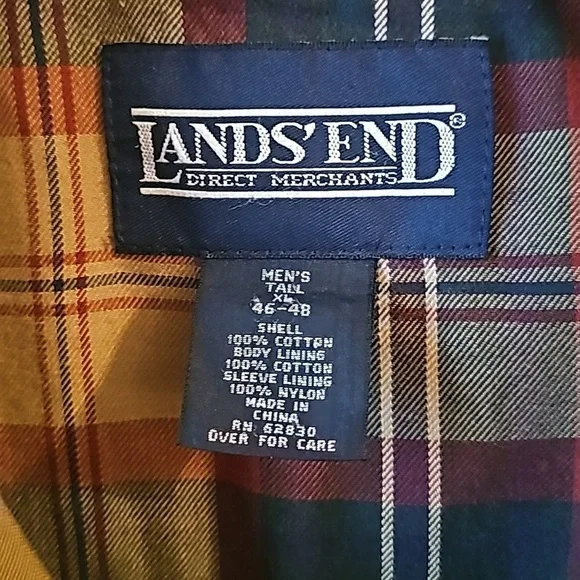 LANDS' END®
DIRECT MERCHANTS
MEN'S
TALL
XL
46-48
SHELL
100% COTTON
BODY LINING
100% COTTON
SLEEVE LINING
100% NYLON
MADE IN
CHINA
RN 62830
OVER FOR CARE